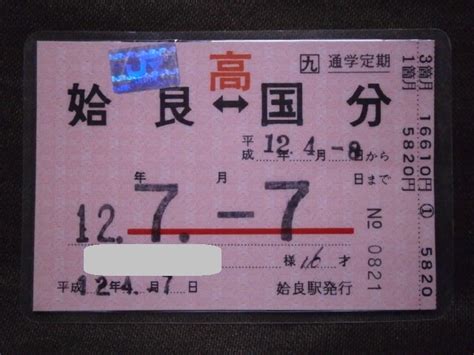 高 ㊈ 通学定期
姶良 ↔ 国分
平成 12年 4月 -8日から
12.年 7.月 -7日まで
様 16才
平成 12年 4月 7日 姶良駅発行
№ 0821
3箇月 16610円
1箇月 5820円
① 5820